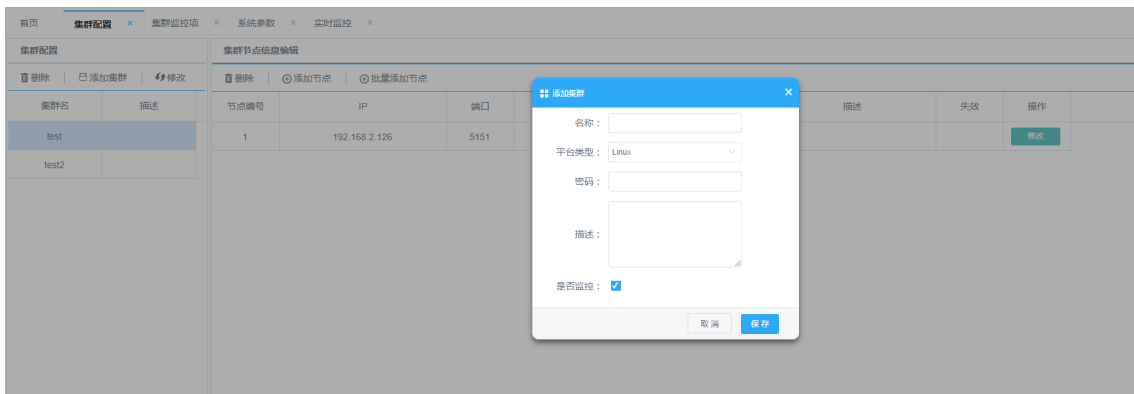 首页 集群配置 × 集群监控项 × 系统参数 × 实时监控 ×
集群配置 集群节点信息编辑
删除 添加集群 修改 删除 添加节点 批量添加节点
添加集群 ×
集群名 描述 节点编号 IP 端口 描述 失效 操作
名称：
test 1 192.168.2.126 5151 修改
平台类型： Linux
test2
密码：
描述：
是否监控：
取消 保存